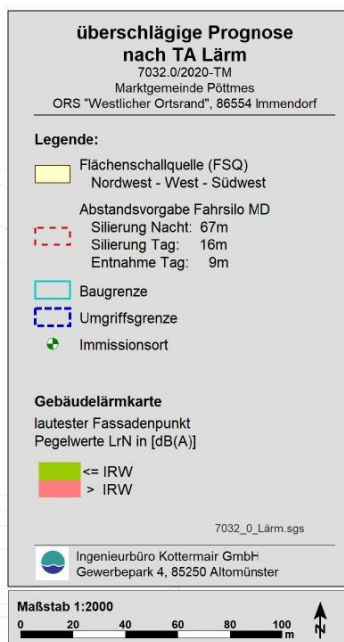 überschlägige Prognose
nach TA Lärm
7032.0/2020-TM
Marktgemeinde Pöttmes
ORS "Westlicher Ortsrand", 86554 Immendorf
Legende:
Flächenschallquelle (FSQ)
Nordwest - West - Südwest
Abstandsvorgabe Fahrsilo MD
Silierung Nacht: 67m
Silierung Tag: 16m
Entnahme Tag: 9m
Baugrenze
Umgriffsgrenze
Immissionsort
Gebäudelärmkarte
lautester Fassadenpunkt
Pegelwerte LrN in [dB(A)]
<= IRW
> IRW
7032_0_Lärm.sgs
Ingenieurbüro Kottermair GmbH
Gewerbepark 4, 85250 Altomünster
Maßstab 1:2000
0 20 40 60 80 100
m
N